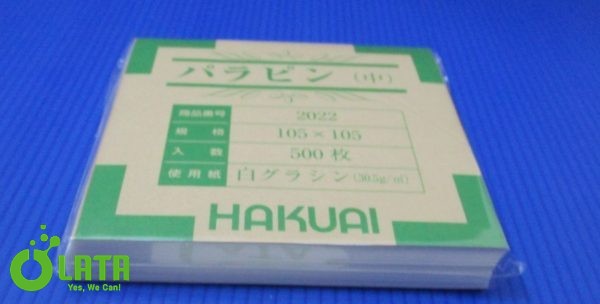 パラピン(中)
商品番号 2022
規格 105×105
入数 500枚
使用紙 白グラシン(30.5g/㎡)
HAKUAI
OLATA
Yes, We Can!